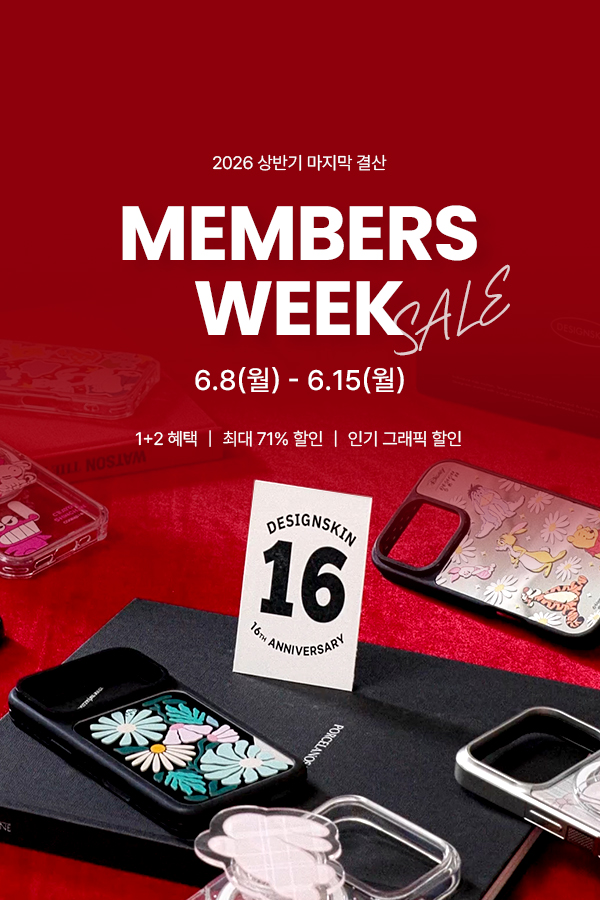 2026 상반기 마지막 결산
MEMBERS
WEEK
SALE
6.8(월) - 6.15(월)
1+2 혜택 | 최대 71% 할인 | 인기 그래픽 할인
WATSON
DESIGNSKIN
16
16TH ANNIVERSARY